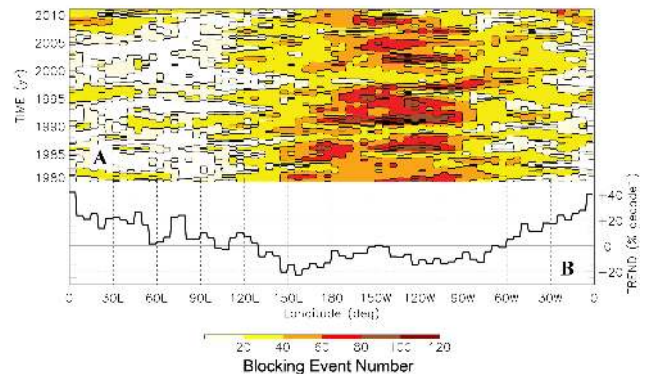 2010
2005
2000
1995
1990
1995
1980
TIME (yr)
A
+40
+20
0
−20
TREND (% decade⁻¹)
B
0 30E 60E 90E 120E 150E 180 150W 120W 90W 60W 30W 0
Longitude (deg)
20 40 60 80 100 120
Blocking Event Number